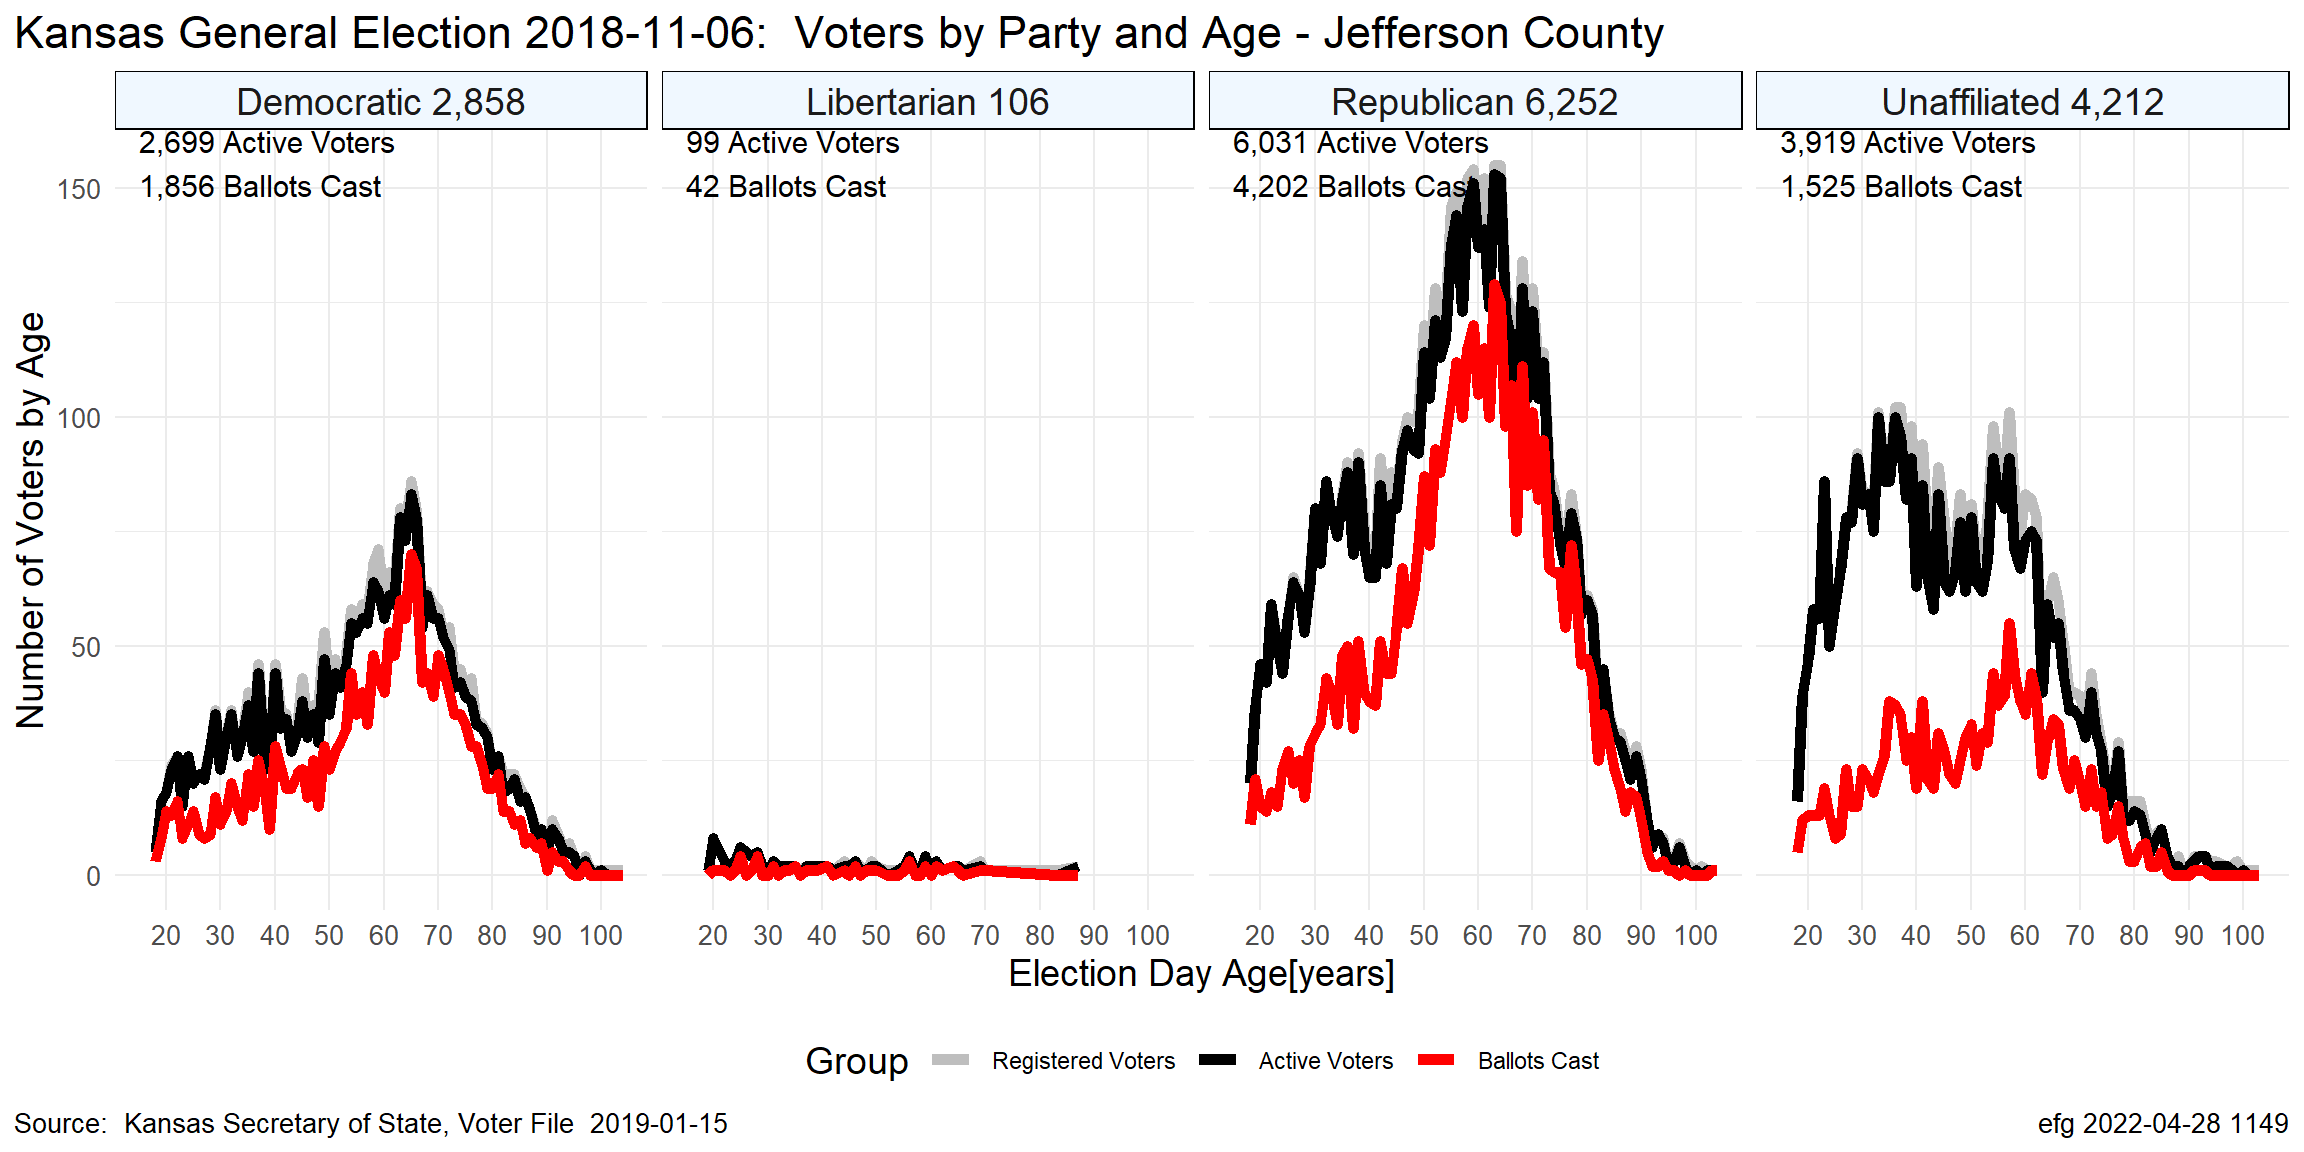 Kansas General Election 2018-11-06:  Voters by Party and Age - Jefferson County
Democratic 2,858
Libertarian 106
Republican 6,252
Unaffiliated 4,212
2,699 Active Voters
1,856 Ballots Cast
99 Active Voters
42 Ballots Cast
6,031 Active Voters
4,202 Ballots Cast
3,919 Active Voters
1,525 Ballots Cast
Number of Voters by Age
150
100
50
0
20 30 40 50 60 70 80 90 100
20 30 40 50 60 70 80 90 100
20 30 40 50 60 70 80 90 100
20 30 40 50 60 70 80 90 100
Election Day Age[years]
Group Registered Voters Active Voters Ballots Cast
Source:  Kansas Secretary of State, Voter File  2019-01-15
efg 2022-04-28 1149